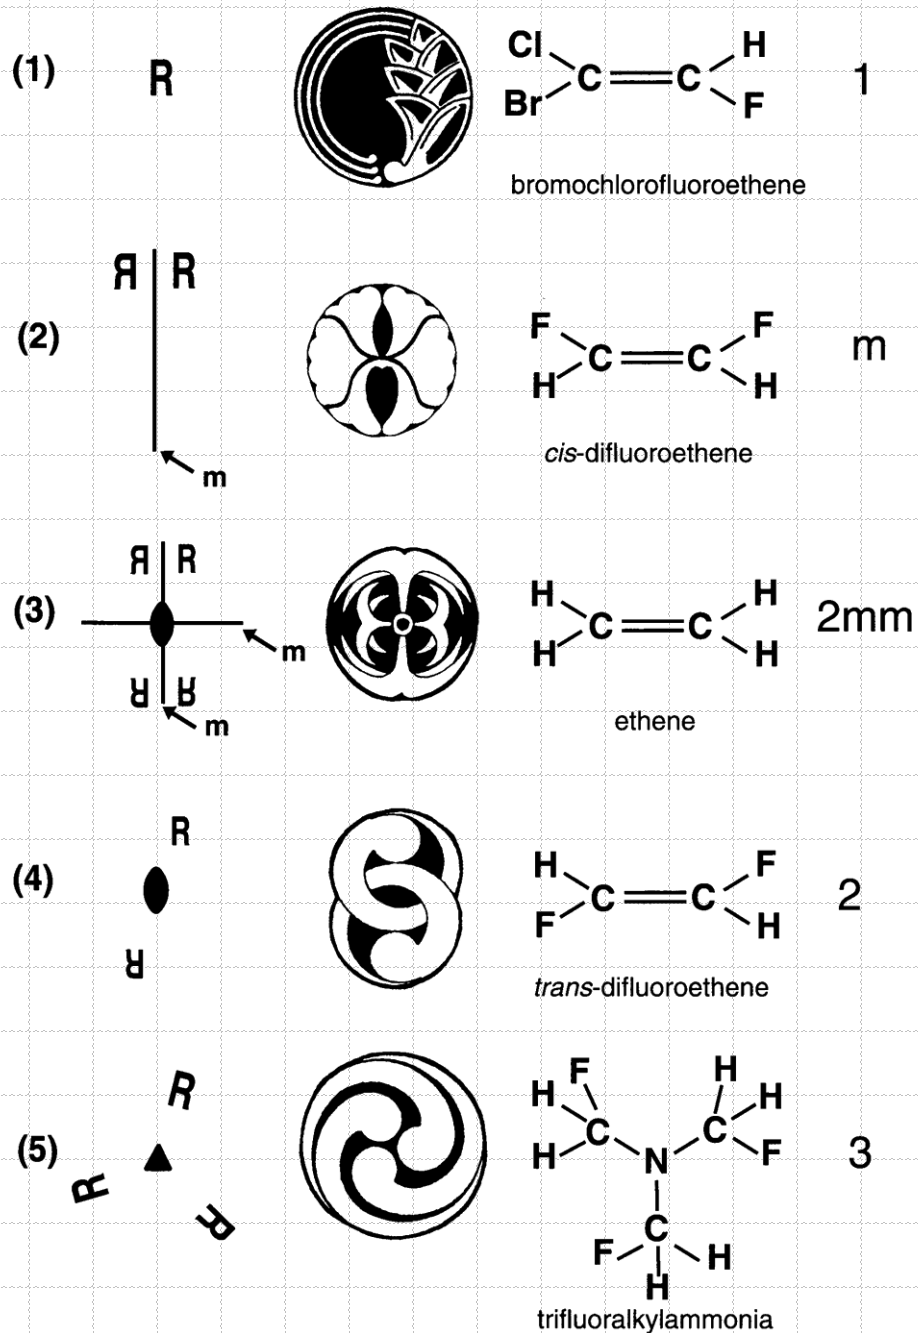 (1) R Cl Br C C H F 1
bromochlorofluoroethene
(2) Я R m F H C C F H m
cis-difluoroethene
(3) Я R R R m m H H C C H H 2mm
ethene
(4) R R H F C C F H 2
trans-difluoroethene
(5) R R R F H H C N C H H F C F H H 3
trifluoralkylammonia